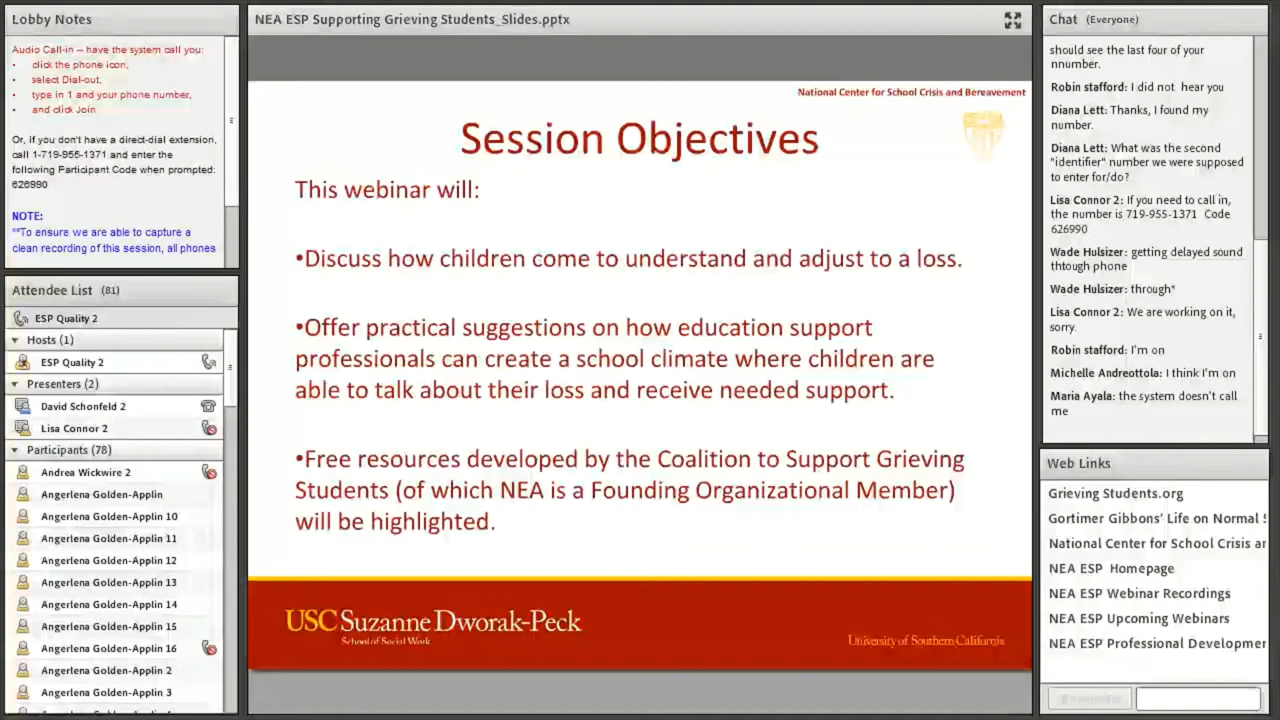 Lobby Notes
Audio Call-in -- have the system call you:
• click the phone icon,
• select Dial-out,
• type in 1 and your phone number,
• and click Join
Or, if you don't have a direct-dial extension,
call 1-719-955-1371 and enter the
following Participant Code when prompted:
626990
NOTE:
**To ensure we are able to capture a
clean recording of this session, all phones
Attendee List (81)
ESP Quality 2
Hosts (1)
ESP Quality 2
Presenters (2)
David Schonfeld 2
Lisa Connor 2
Participants (78)
Andrea Wickwire 2
Angerlena Golden-Applin
Angerlena Golden-Applin 10
Angerlena Golden-Applin 11
Angerlena Golden-Applin 12
Angerlena Golden-Applin 13
Angerlena Golden-Applin 14
Angerlena Golden-Applin 15
Angerlena Golden-Applin 16
Angerlena Golden-Applin 2
Angerlena Golden-Applin 3
NEA ESP Supporting Grieving Students_Slides.pptx
National Center for School Crisis and Bereavement
Session Objectives
This webinar will:
•Discuss how children come to understand and adjust to a loss.
•Offer practical suggestions on how education support
professionals can create a school climate where children are
able to talk about their loss and receive needed support.
•Free resources developed by the Coalition to Support Grieving
Students (of which NEA is a Founding Organizational Member)
will be highlighted.
USC Suzanne Dworak-Peck
School of Social Work
University of Southern California
Chat (Everyone)
should see the last four of your
nnumber.
Robin stafford: I did not hear you
Diana Lett: Thanks, I found my
number.
Diana Lett: What was the second
"identifier" number we were supposed
to enter for/do?
Lisa Connor 2: If you need to call in,
the number is 719-955-1371 Code
626990
Wade Hulsizer: getting delayed sound
thtough phone
Wade Hulsizer: through*
Lisa Connor 2: We are working on it,
sorry.
Robin stafford: I'm on
Michelle Andreottola: I think I'm on
Maria Ayala: the system doesn't call
me
Web Links
Grieving Students.org
Gortimer Gibbons' Life on Normal S
National Center for School Crisis an
NEA ESP Homepage
NEA ESP Webinar Recordings
NEA ESP Upcoming Webinars
NEA ESP Professional Developmen